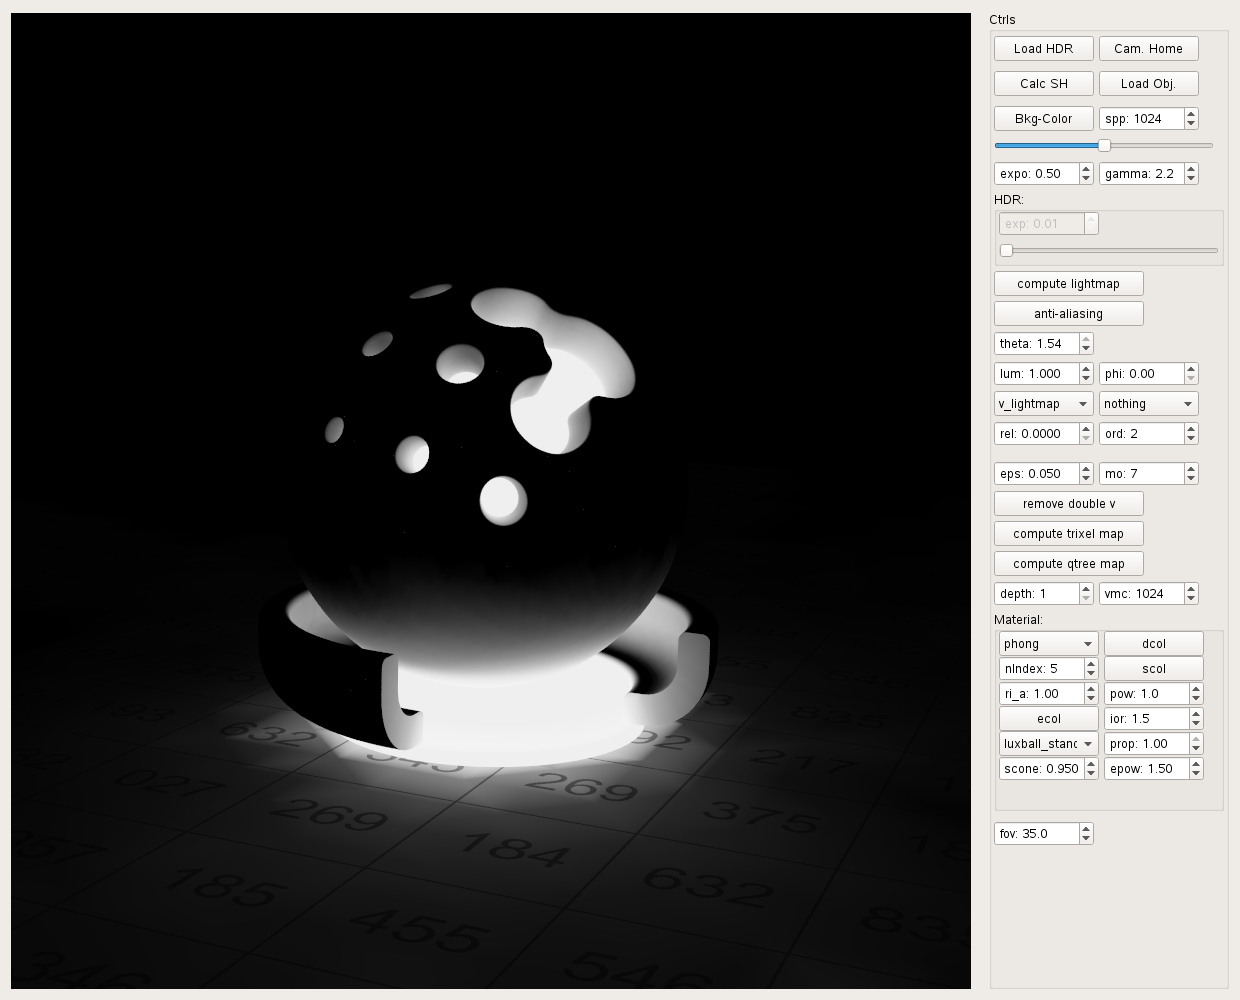 Ctrls
Load HDR Cam. Home
Calc SH Load Obj.
Bkg-Color spp: 1024
expo: 0.50 gamma: 2.2
HDR:
exp: 0.01
compute lightmap
anti-aliasing
theta: 1.54
lum: 1.000 phi: 0.00
v_lightmap nothing
rel: 0.0000 ord: 2
eps: 0.050 mo: 7
remove double v
compute trixel map
compute qtree map
depth: 1 vmc: 1024
Material:
phong dcol
nIndex: 5 scol
ri_a: 1.00 pow: 1.0
ecol ior: 1.5
luxball_stand prop: 1.00
scone: 0.950 epow: 1.50
fov: 35.0
632 92 217
027 269 375
269 184 632
185 455
546